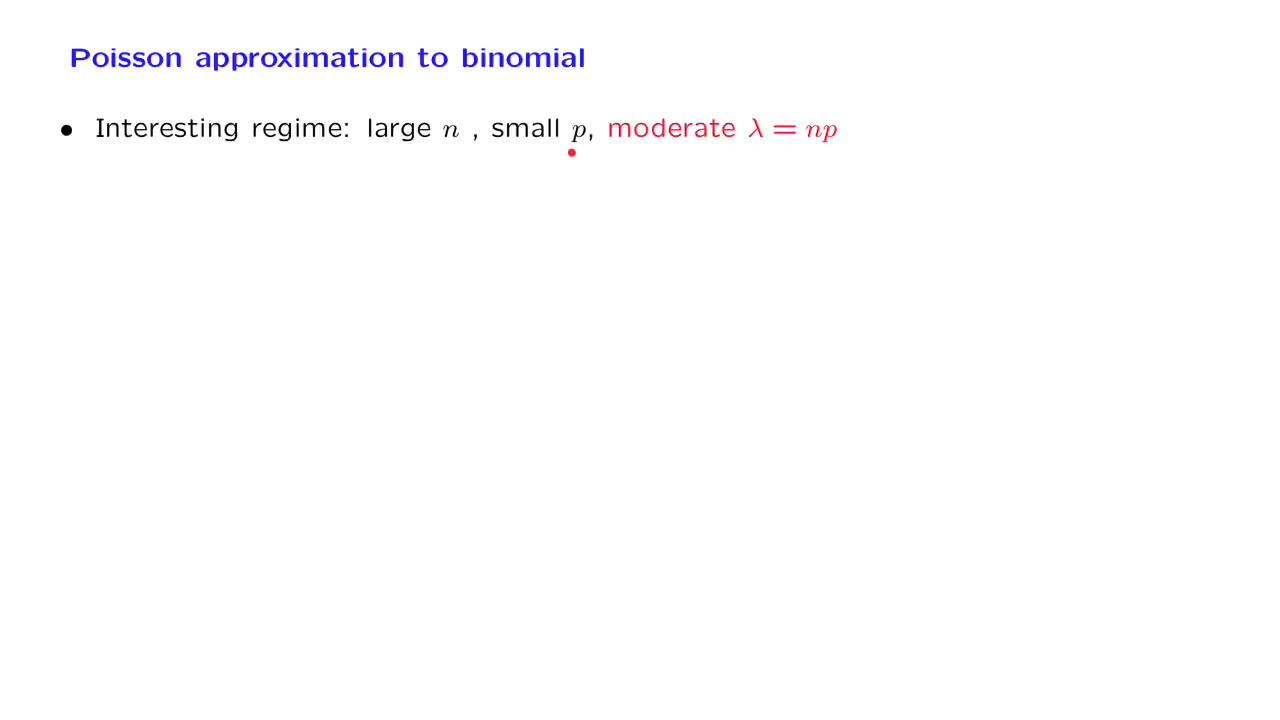 Poisson approximation to binomial
• Interesting regime: large n , small p, moderate λ = np